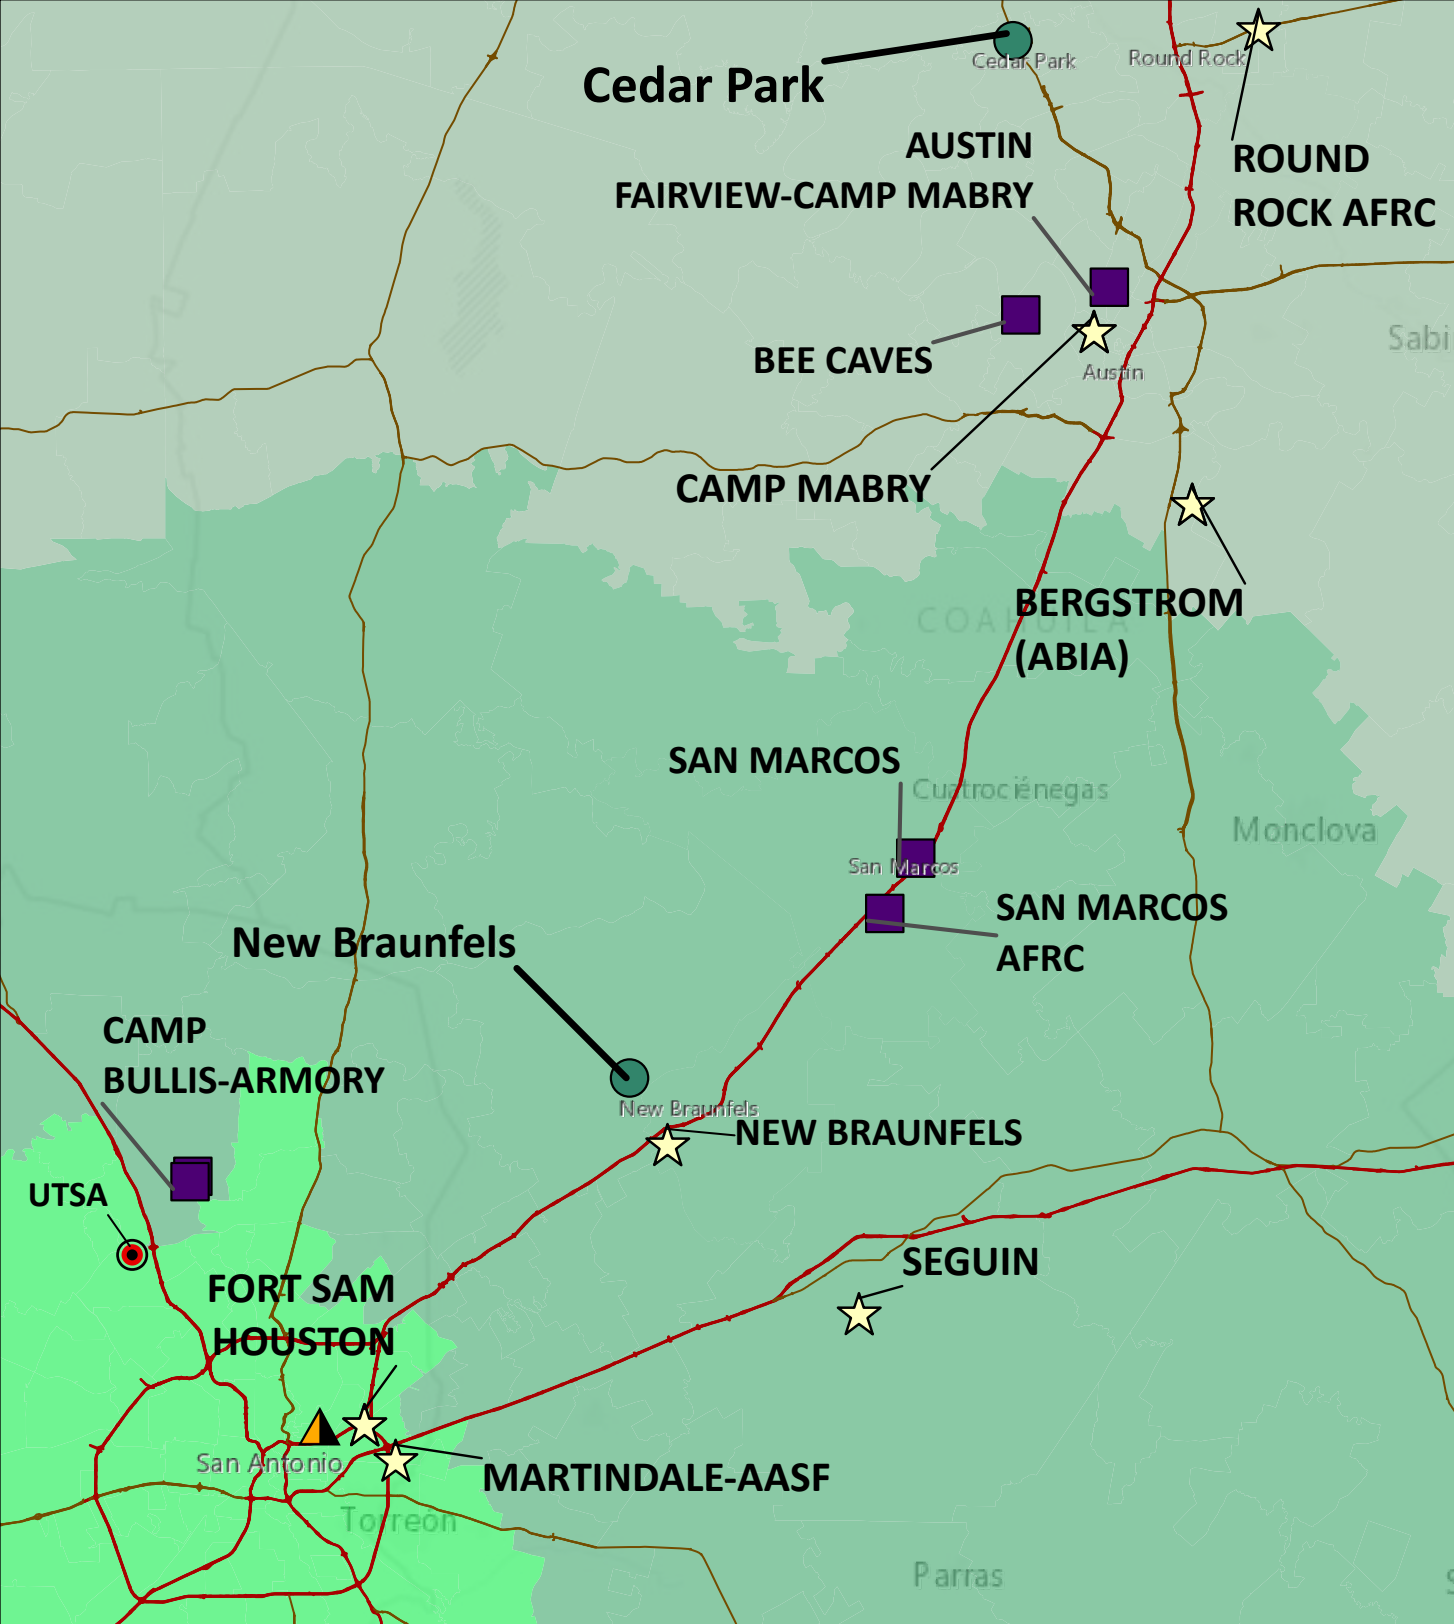 Cedar Park
Round Rock
Cedar Park
AUSTIN
FAIRVIEW-CAMP MABRY
ROUND
ROCK AFRC
Sabi
BEE CAVES
Austin
CAMP MABRY
BERGSTROM
(ABIA)
COAHUILA
SAN MARCOS
Cuatrociénegas
Monclova
San Marcos
SAN MARCOS
AFRC
New Braunfels
CAMP
BULLIS-ARMORY
New Braunfels
NEW BRAUNFELS
UTSA
SEGUIN
FORT SAM
HOUSTON
San Antonio
MARTINDALE-AASF
Torreón
Parras